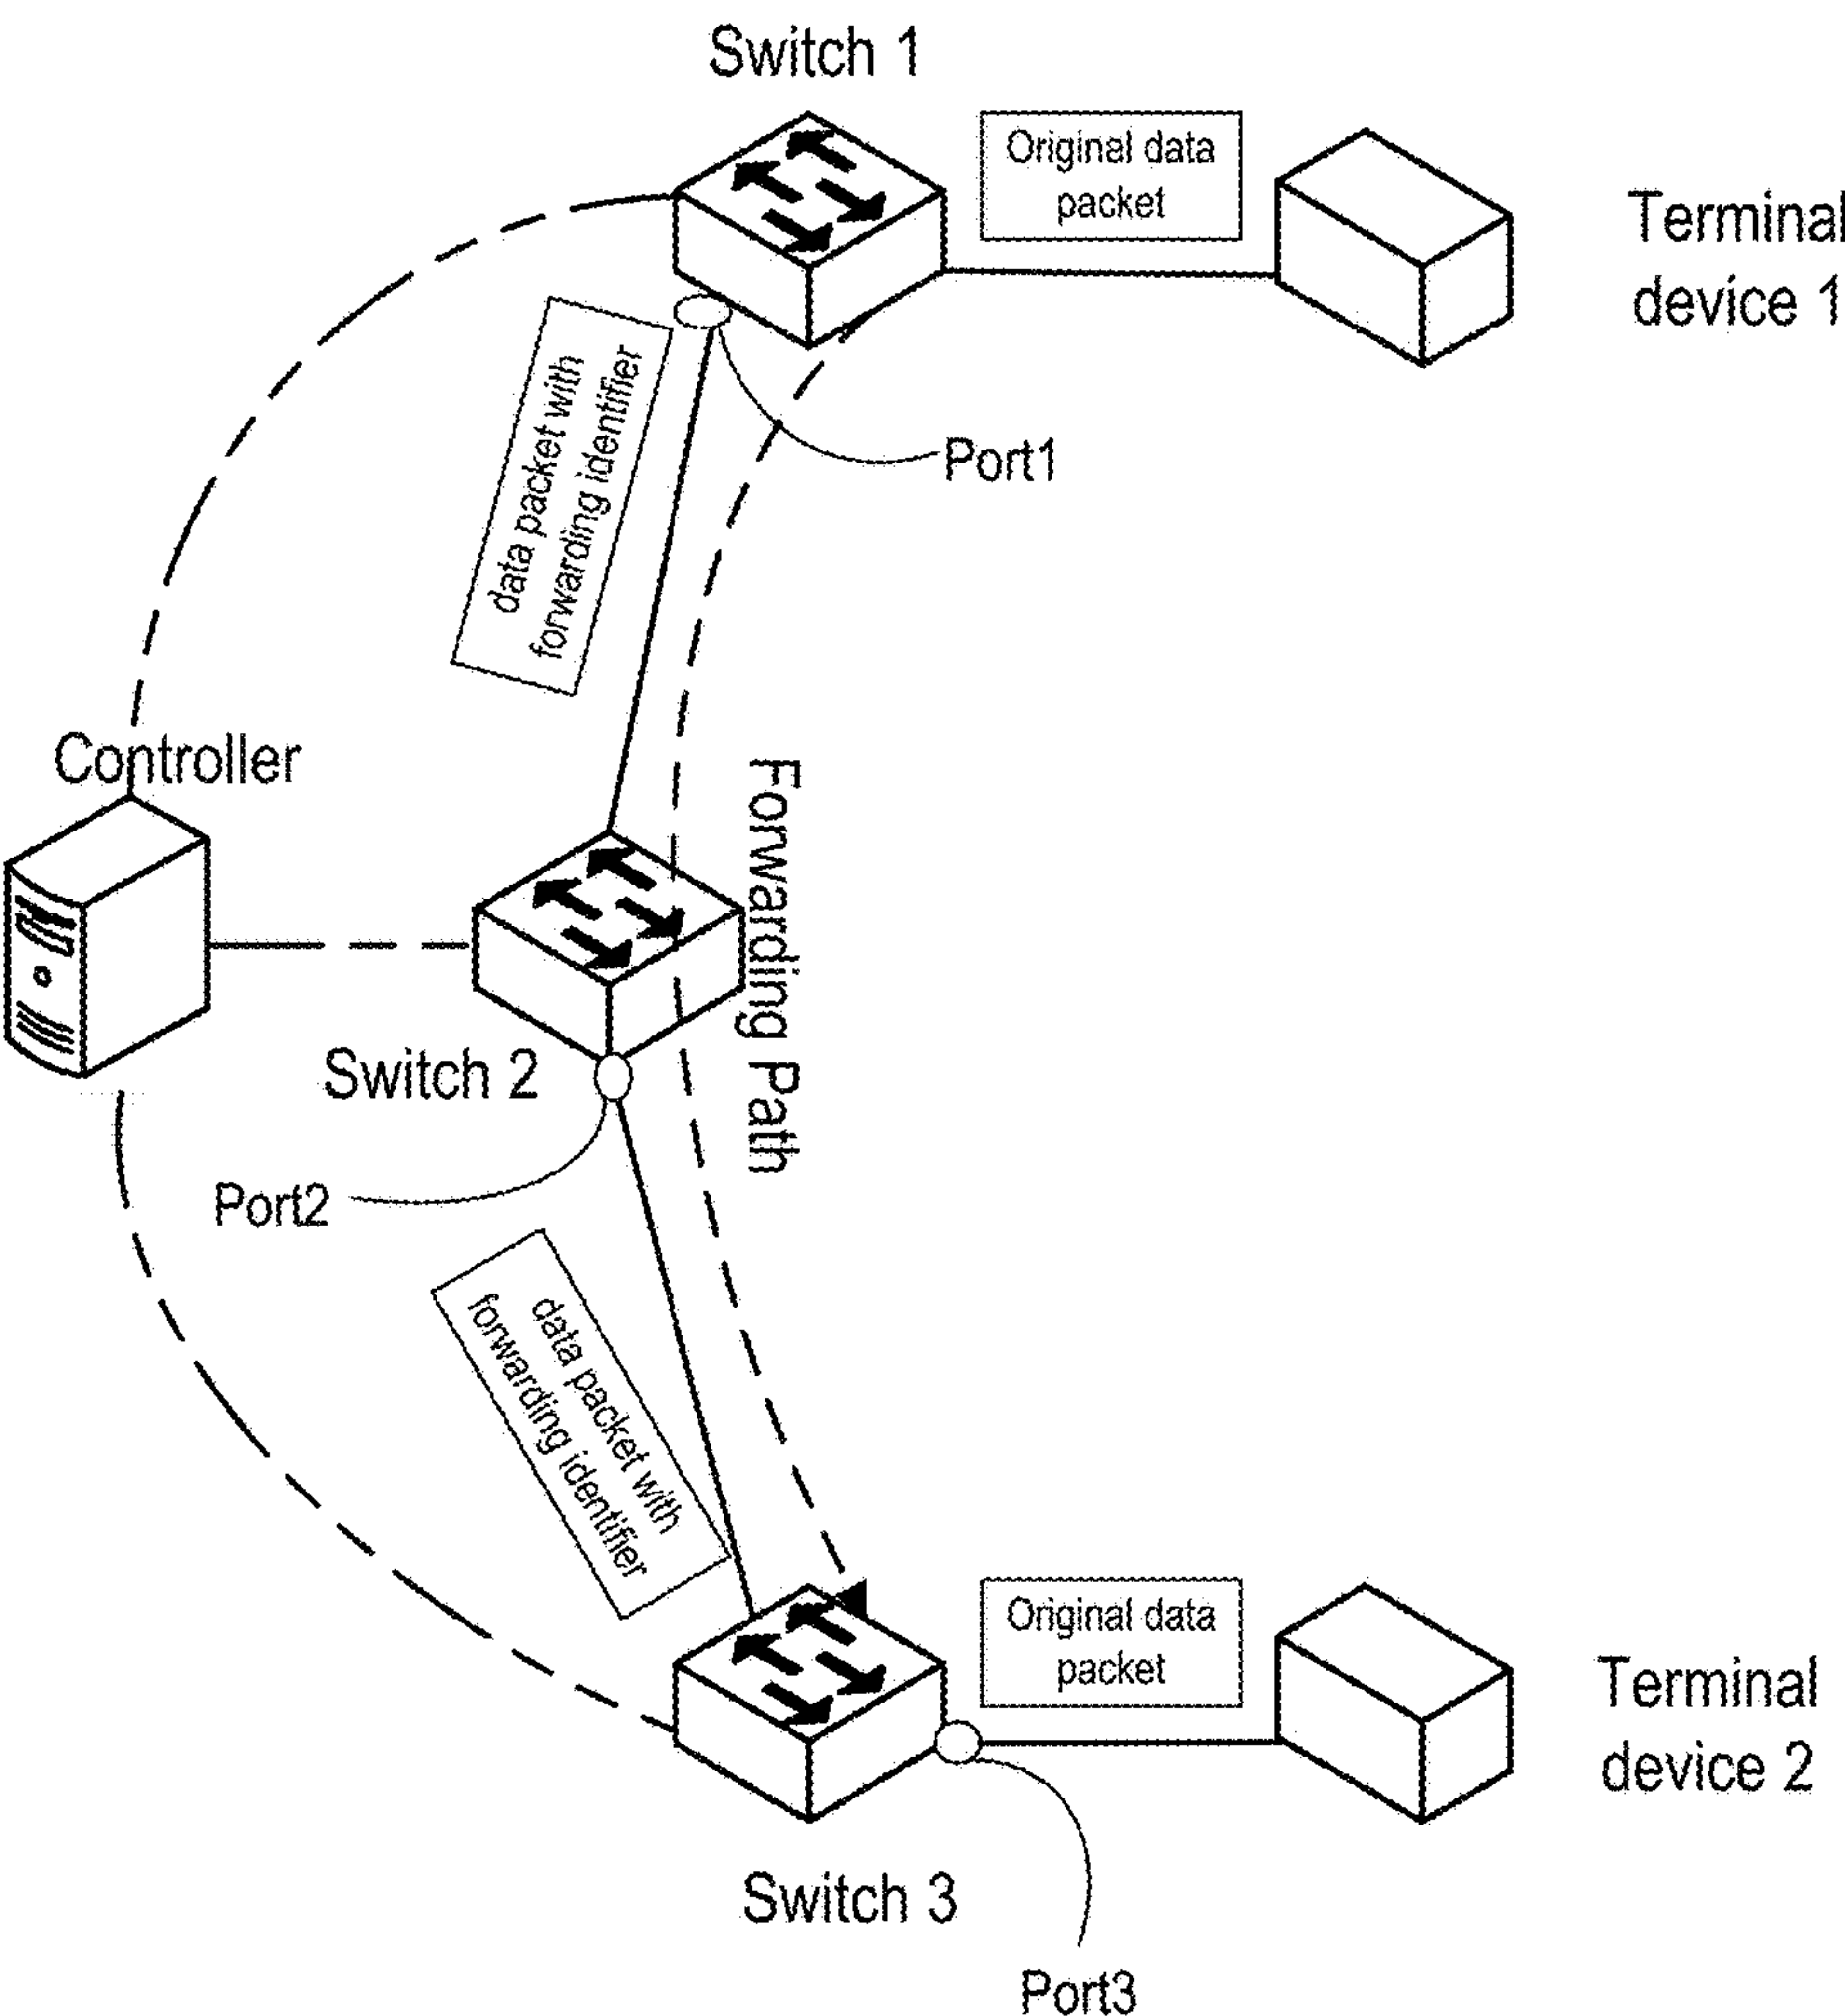 Switch 1
Original data
packet
Terminal
device 1
data packet with
forwarding identifier
Port1
Controller
Forwarding Path
Switch 2
Port2
data packet with
forwarding identifier
Original data
packet
Terminal
device 2
Switch 3
Port3